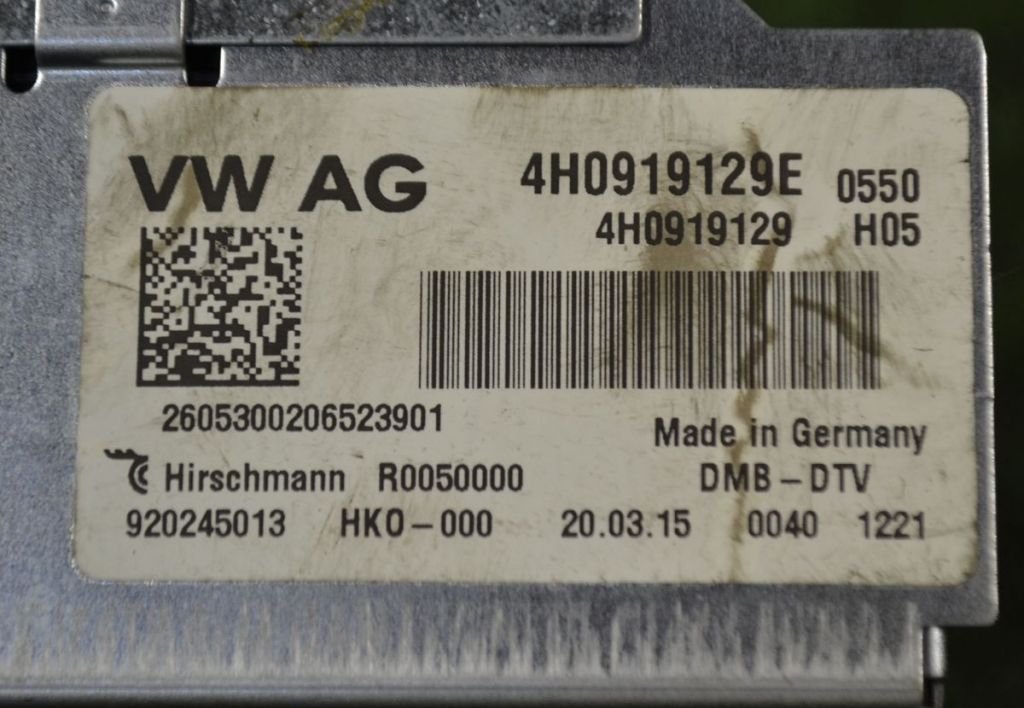 VW AG
4H0919129E 0550
4H0919129 H05
2605300206523901
Made in Germany
Hirschmann R0050000 DMB-DTV
920245013 HK0-000 20.03.15 0040 1221